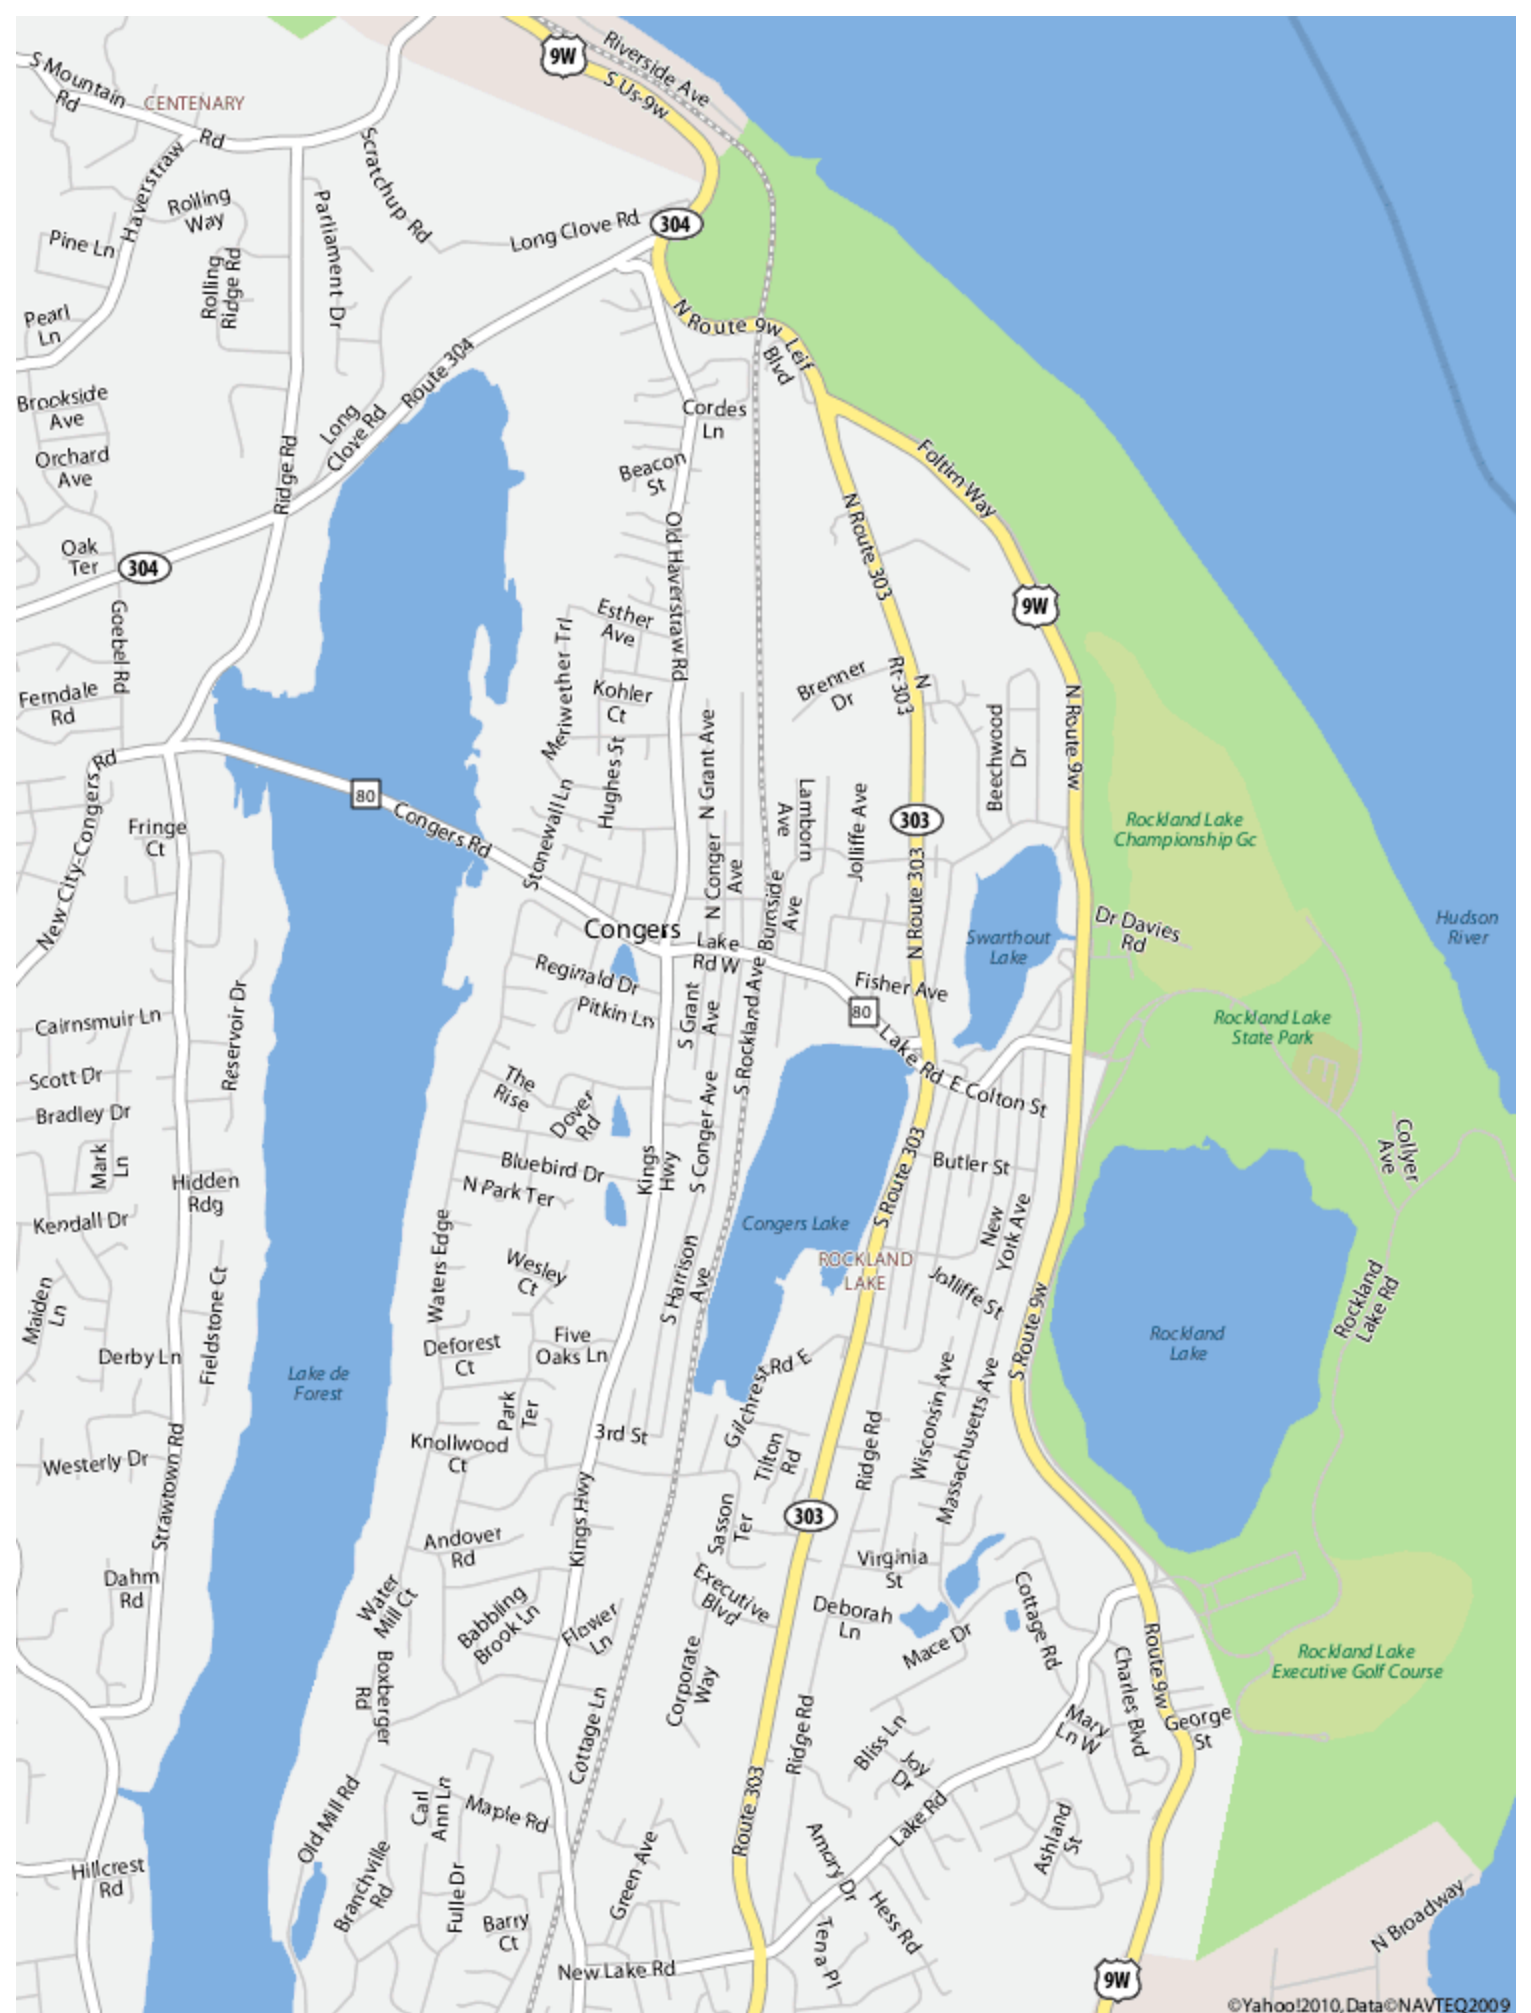 9W
Riverside Ave
S Us-9w
S Mountain
Rd
CENTENARY
Rd
Haverstraw
Scratchup Rd
Rolling
Way
Parliament Dr
Long Clove Rd
304
Pine Ln
Rolling
Ridge Rd
Pearl
Ln
N Route 9w
Leif
Blvd
Route 304
Brookside
Ave
Long
Clove Rd
Cordes
Ln
Orchard
Ave
Ridge Rd
Beacon
St
Foltim Way
N Route 303
Old Haverstraw Rd
Oak
Ter
304
Goebel Rd
9W
Esther
Ave
Meriwether Trl
Ferndale
Rd
Kohler
Ct
Brenner
Dr
N
Rt-303
N Route 9w
N Grant Ave
Beechwood
Dr
New City-Congers Rd
80
Congers Rd
Hughes St
Stonewall Ln
Lamborn
Ave
Jolliffe Ave
303
Fringe
Ct
Rockland Lake
Championship Gc
N Conger
Ave
N Route 303
Burnside
Ave
Congers
Lake
Rd W
Swarthout
Lake
Dr Davies
Rd
Hudson
River
Reginald Dr
Pitkin Ln
Fisher Ave
80
Reservoir Dr
Cairnsmuir Ln
S Grant
Ave
S Rockland Ave
Rockland Lake
State Park
Lake Rd
E Colton St
Scott Dr
Bradley Dr
The
Rise
Dover
Rd
Mark
Ln
Kings
Hwy
S Conger Ave
Bluebird Dr
N Park Ter
Butler St
Collyer
Ave
Hidden
Rdg
Kendall Dr
S Route 303
Congers Lake
New
York Ave
Waters Edge
Wesley
Ct
S Harrison
Ave
ROCKLAND
LAKE
Jolliffe St
Maiden
Ln
Fieldstone Ct
S Route 9w
Rockland
Lake Rd
Rockland
Lake
Derby Ln
Deforest
Ct
Five
Oaks Ln
Lake de
Forest
Gilchrest Rd E
Park
Ter
3rd St
Knollwood
Ct
Tilton
Rd
Ridge Rd
Wisconsin Ave
Massachusetts Ave
Westerly Dr
Strawtown Rd
Kings Hwy
Sasson
Ter
303
Andover
Rd
Virginia
St
Dahm
Rd
Water
Mill Ct
Babbling
Brook Ln
Flower
Ln
Executive
Blvd
Deborah
Ln
Cottage Rd
Mace Dr
Boxberger
Rd
Corporate
Way
Route 9w
Charles Blvd
Rockland Lake
Executive Golf Course
Cottage Ln
Ridge Rd
Bliss Ln
Joy
Dr
Mary
Ln W
George
St
Old Mill Rd
Carl
Ann Ln
Maple Rd
Route 303
Lake Rd
Ashland
St
Hillcrest
Rd
Branchville
Rd
Fulle Dr
Green Ave
Amory Dr
Hess Rd
Barry
Ct
Tena Pl
N Broadway
New Lake Rd
9W
©Yahoo!2010,Data©NAVTEQ2009